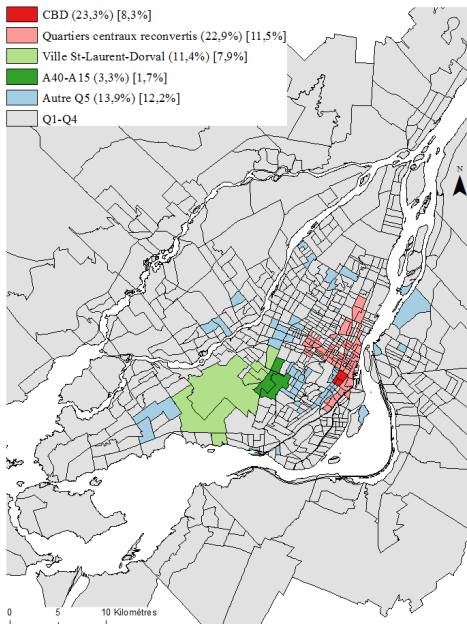 CBD (23,3%) [8,3%]
Quartiers centraux reconvertis (22,9%) [11,5%]
Ville St-Laurent-Dorval (11,4%) [7,9%]
A40-A15 (3,3%) [1,7%]
Autre Q5 (13,9%) [12,2%]
Q1-Q4
N
0 5 10 Kilomètres